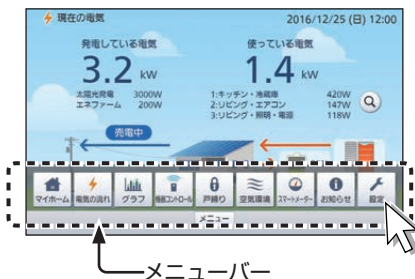 現在の電気 2016/12/25 (日) 12:00
発電している電気 使っている電気
3.2 kW 1.4 kW
太陽光発電 3000W 1:キッチン・冷蔵庫 420W
エネファーム 200W 2:リビング・エアコン 147W
3:リビング・照明・電源 118W
売電中
マイホーム 電気の流れ グラフ 機器コントロール 戸締り 空気環境 スマートメーター お知らせ 設定
メニュー
メニューバー